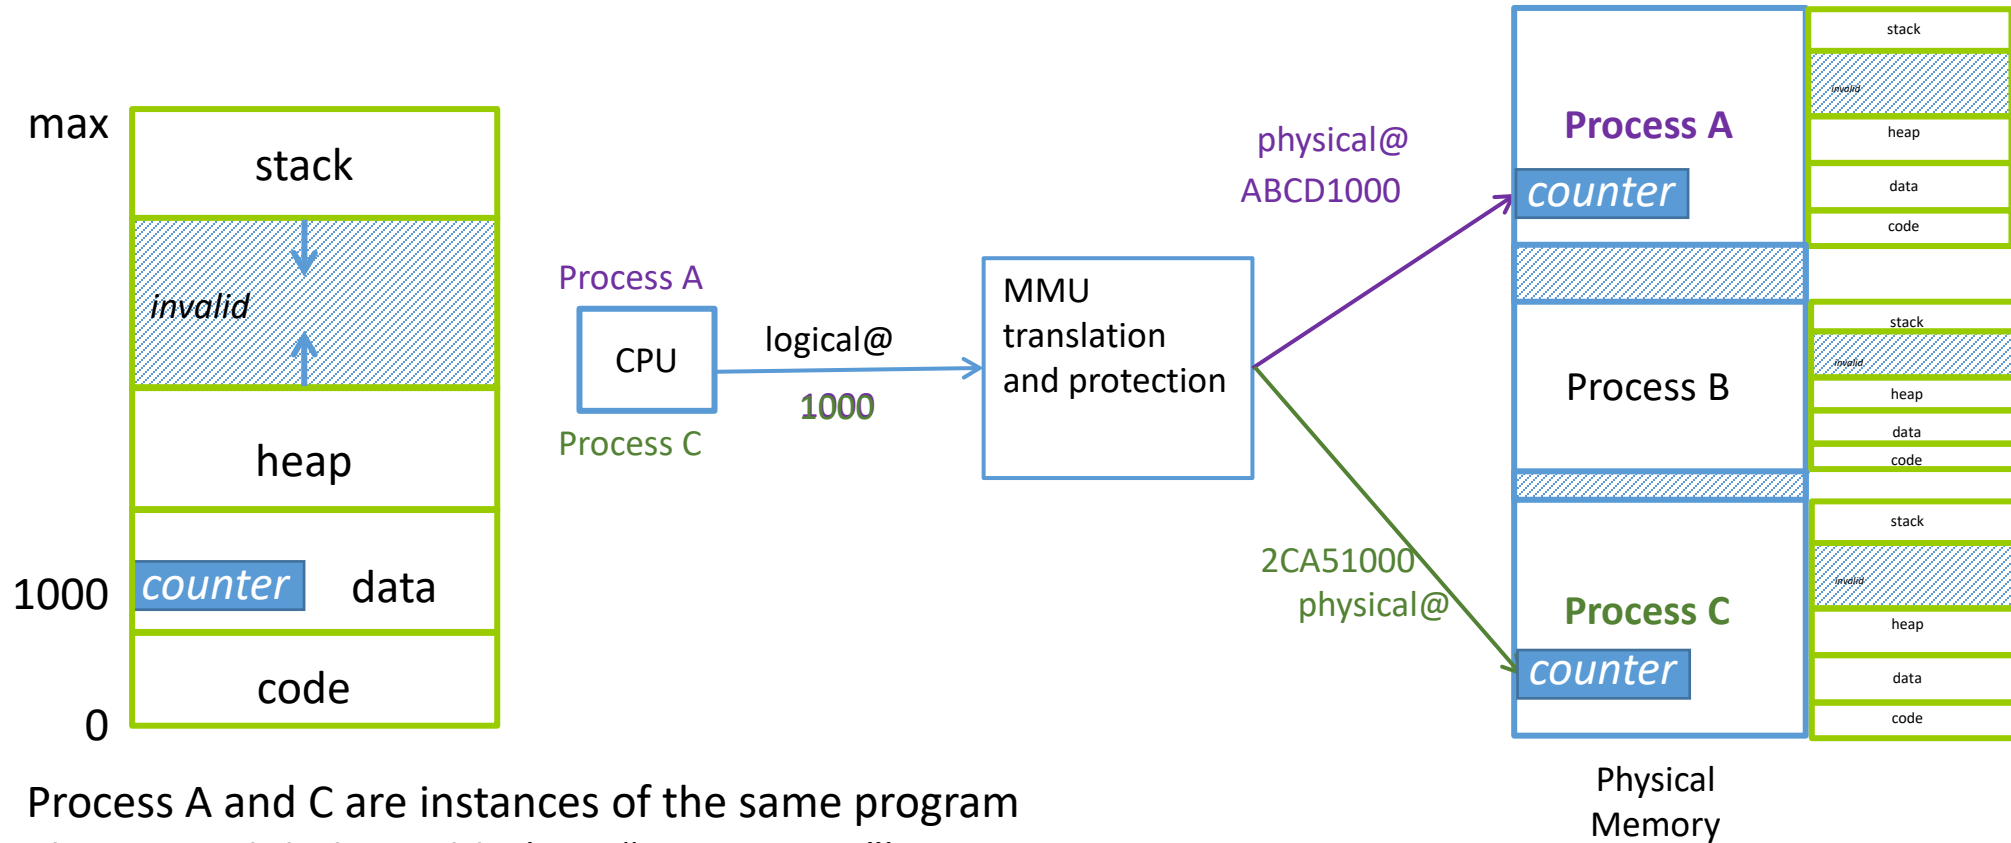 max
stack
invalid
heap
1000
counter
data
code
0
Process A
CPU
Process C
logical@
1000
MMU
translation
and protection
physical@
ABCD1000
2CA51000
physical@
Process A
counter
Process B
Process C
counter
stack
invalid
heap
data
code
stack
invalid
heap
data
code
stack
invalid
heap
data
code
Physical
Memory
Process A and C are instances of the same program